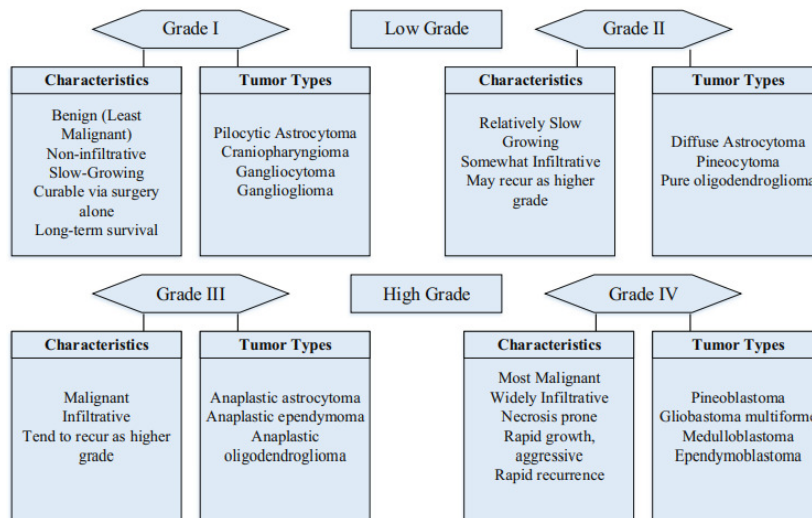 Grade I
Low Grade
Grade II
Characteristics
Benign (Least
Malignant)
Non-infiltrative
Slow-Growing
Curable via surgery
alone
Long-term survival
Tumor Types
Pilocytic Astrocytoma
Craniopharyngioma
Gangliocytoma
Ganglioglioma
Characteristics
Relatively Slow
Growing
Somewhat Infiltrative
May recur as higher
grade
Tumor Types
Diffuse Astrocytoma
Pineocytoma
Pure oligodendroglioma
Grade III
High Grade
Grade IV
Characteristics
Malignant
Infiltrative
Tend to recur as higher
grade
Tumor Types
Anaplastic astrocytoma
Anaplastic ependymoma
Anaplastic
oligodendroglioma
Characteristics
Most Malignant
Widely Infiltrative
Necrosis prone
Rapid growth,
aggressive
Rapid recurrence
Tumor Types
Pineoblastoma
Gliobastoma multiforme
Medulloblastoma
Ependymoblastoma